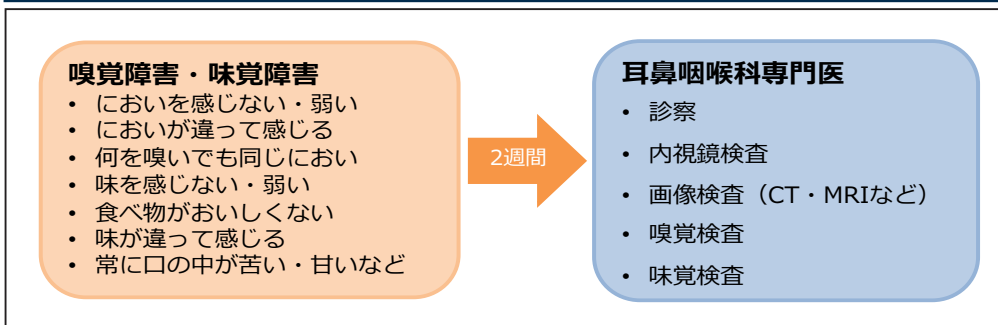 嗅覚障害・味覚障害
• においを感じない・弱い
• においが違って感じる
• 何を嗅いでも同じにおい
• 味を感じない・弱い
• 食べ物がおいしくない
• 味が違って感じる
• 常に口の中が苦い・甘いなど
2週間
耳鼻咽喉科専門医
• 診察
• 内視鏡検査
• 画像検査（CT・MRIなど）
• 嗅覚検査
• 味覚検査